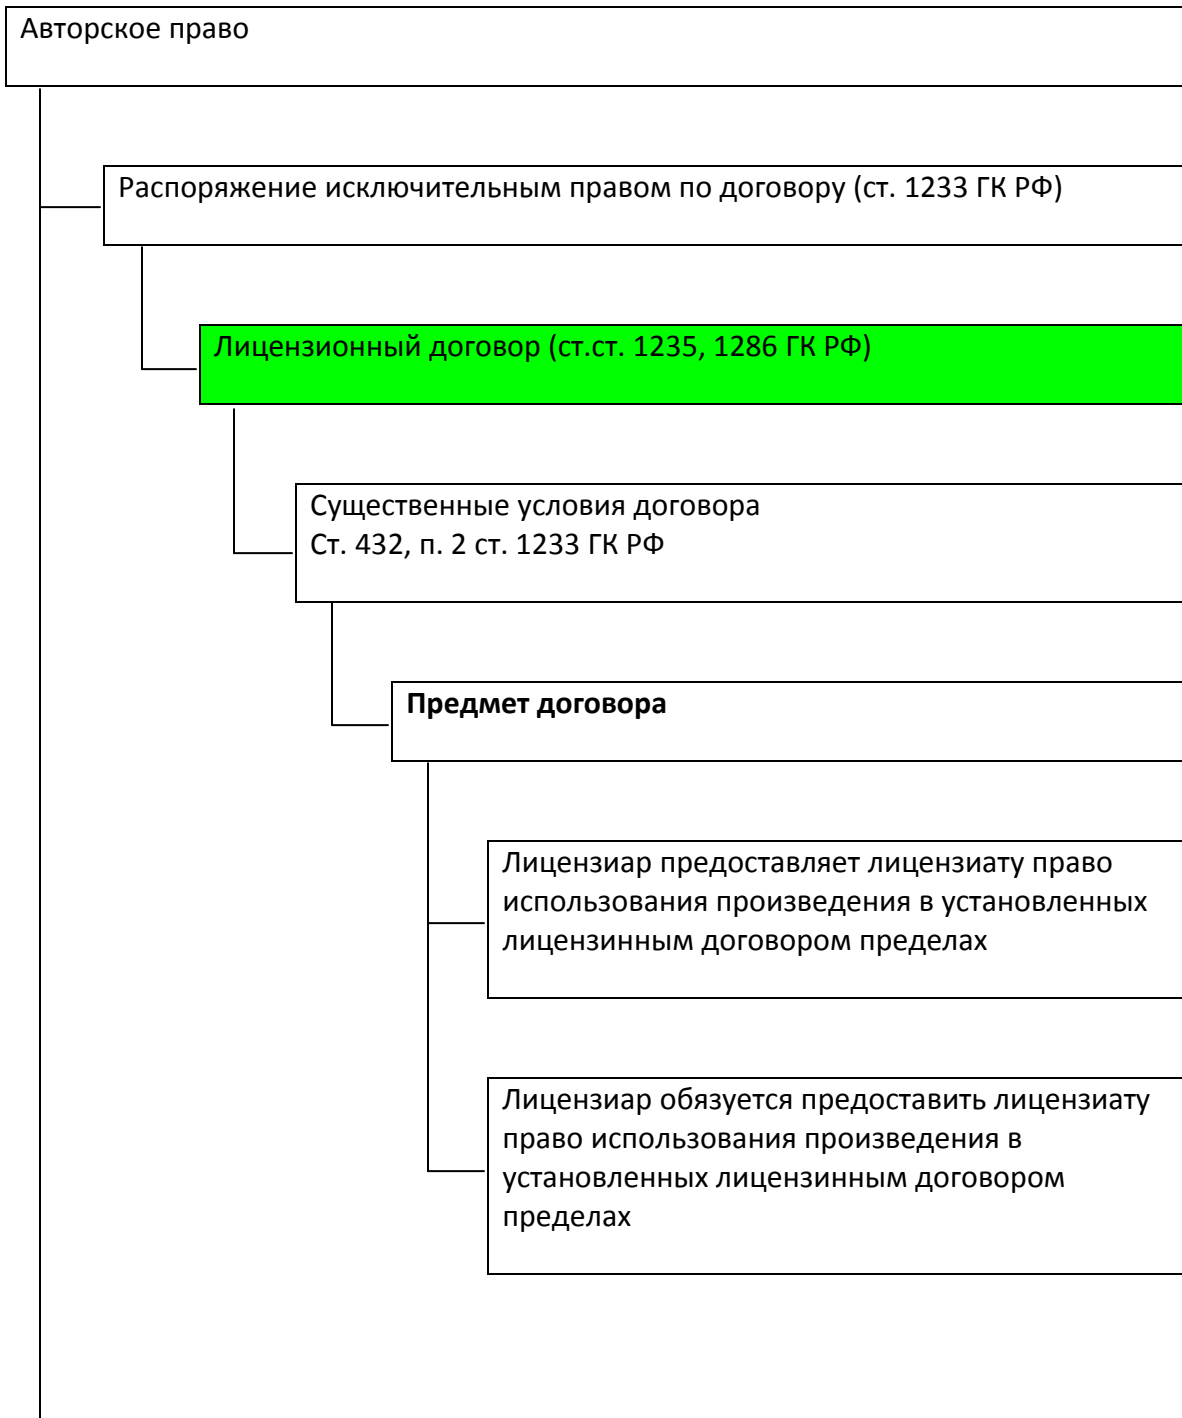 Авторское право
Распоряжение исключительным правом по договору (ст. 1233 ГК РФ)
Лицензионный договор (ст.ст. 1235, 1286 ГК РФ)
Существенные условия договора
Ст. 432, п. 2 ст. 1233 ГК РФ
Предмет договора
Лицензиар предоставляет лицензиату право
использования произведения в установленных
лицензинным договором пределах
Лицензиар обязуется предоставить лицензиату
право использования произведения в
установленных лицензинным договором
пределах